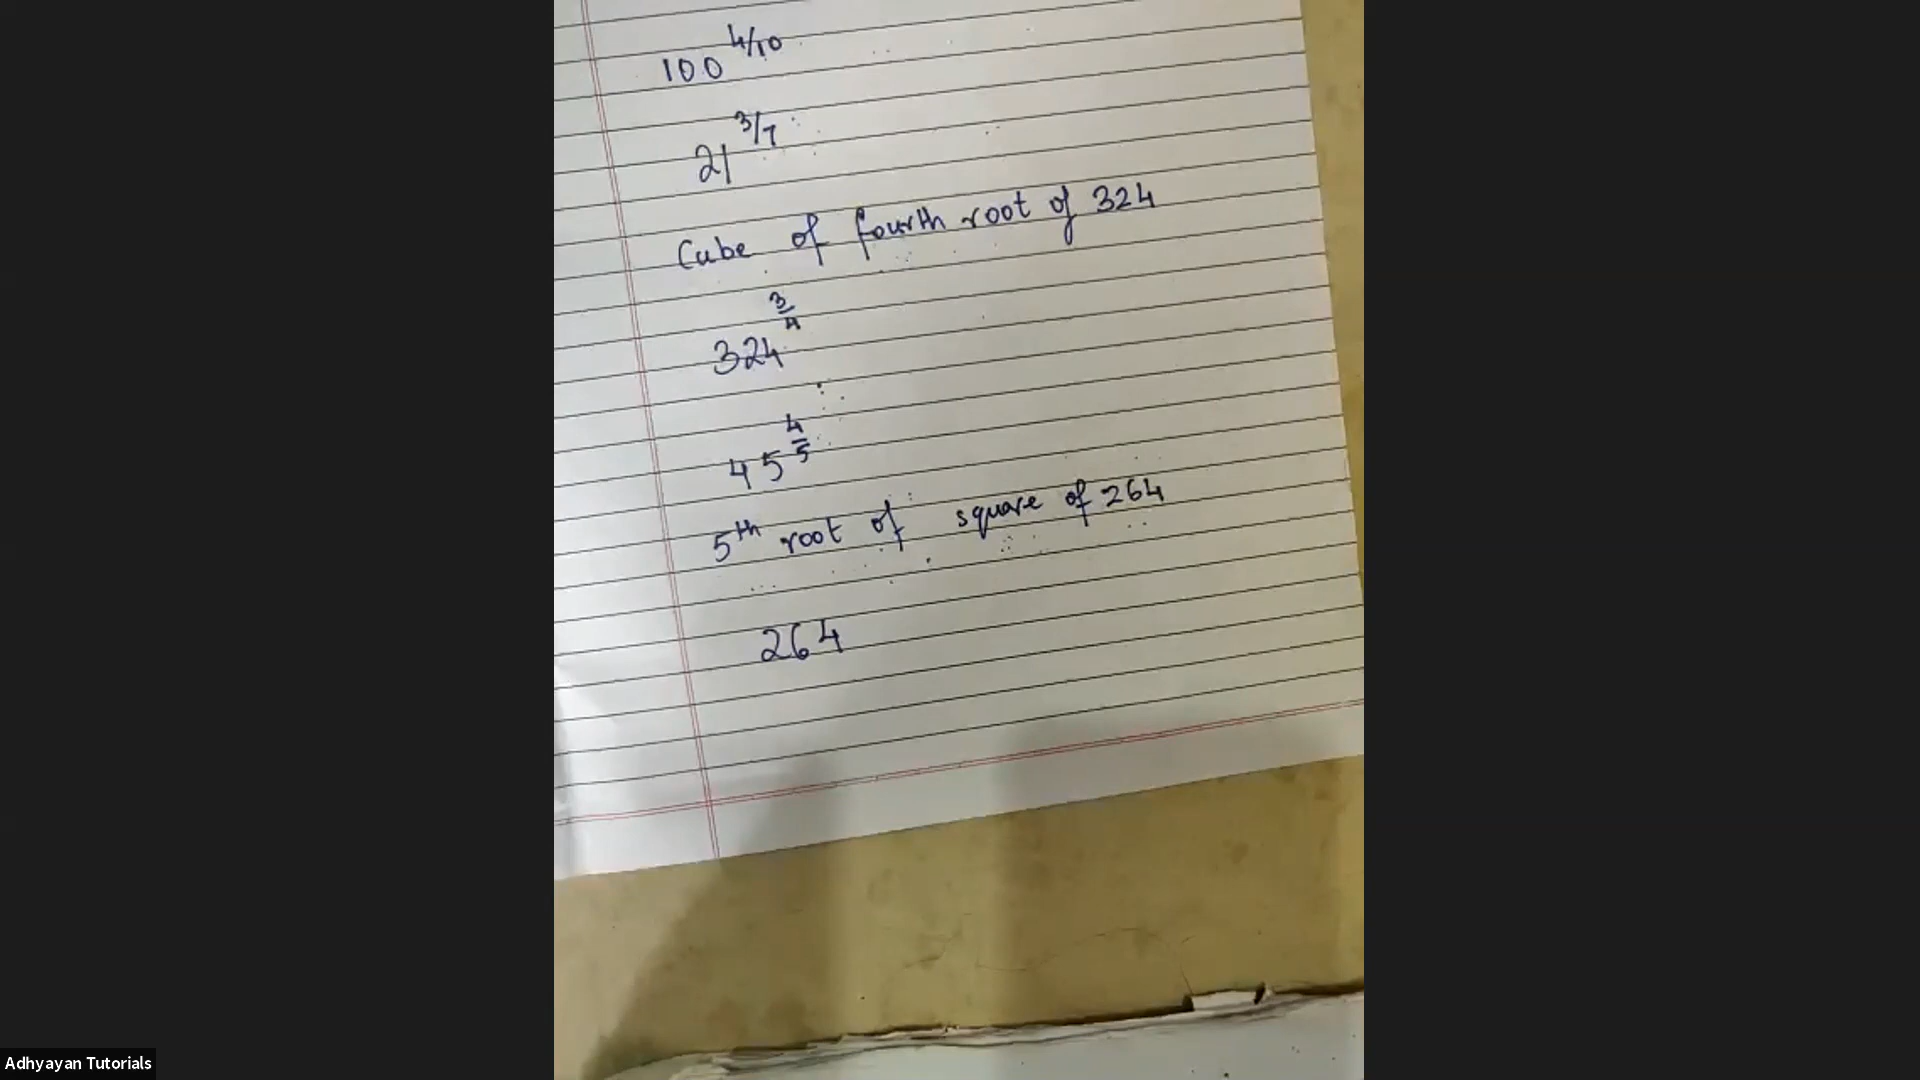 100^4/10
21^3/7
Cube of fourth root of 324
324^3/4
45^4/5
5th root of square of 264
264
Adhyayan Tutorials